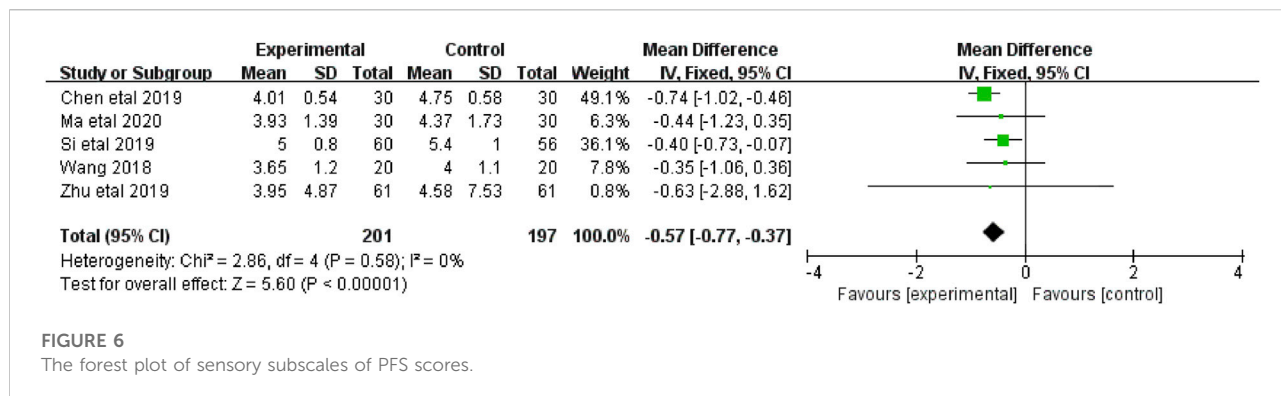 Experimental Control Mean Difference Mean Difference
Study or Subgroup Mean SD Total Mean SD Total Weight IV, Fixed, 95% CI IV, Fixed, 95% CI
Chen etal 2019 4.01 0.54 30 4.75 0.58 30 49.1% -0.74 [-1.02, -0.46]
Ma etal 2020 3.93 1.39 30 4.37 1.73 30 6.3% -0.44 [-1.23, 0.35]
Si etal 2019 5 0.8 60 5.4 1 56 36.1% -0.40 [-0.73, -0.07]
Wang 2018 3.65 1.2 20 4 1.1 20 7.8% -0.35 [-1.06, 0.36]
Zhu etal 2019 3.95 4.87 61 4.58 7.53 61 0.8% -0.63 [-2.88, 1.62]
Total (95% CI) 201 197 100.0% -0.57 [-0.77, -0.37]
Heterogeneity: Chi² = 2.86, df = 4 (P = 0.58); I² = 0%
Test for overall effect: Z = 5.60 (P < 0.00001)
-4 -2 0 2 4
Favours [experimental] Favours [control]
FIGURE 6
The forest plot of sensory subscales of PFS scores.